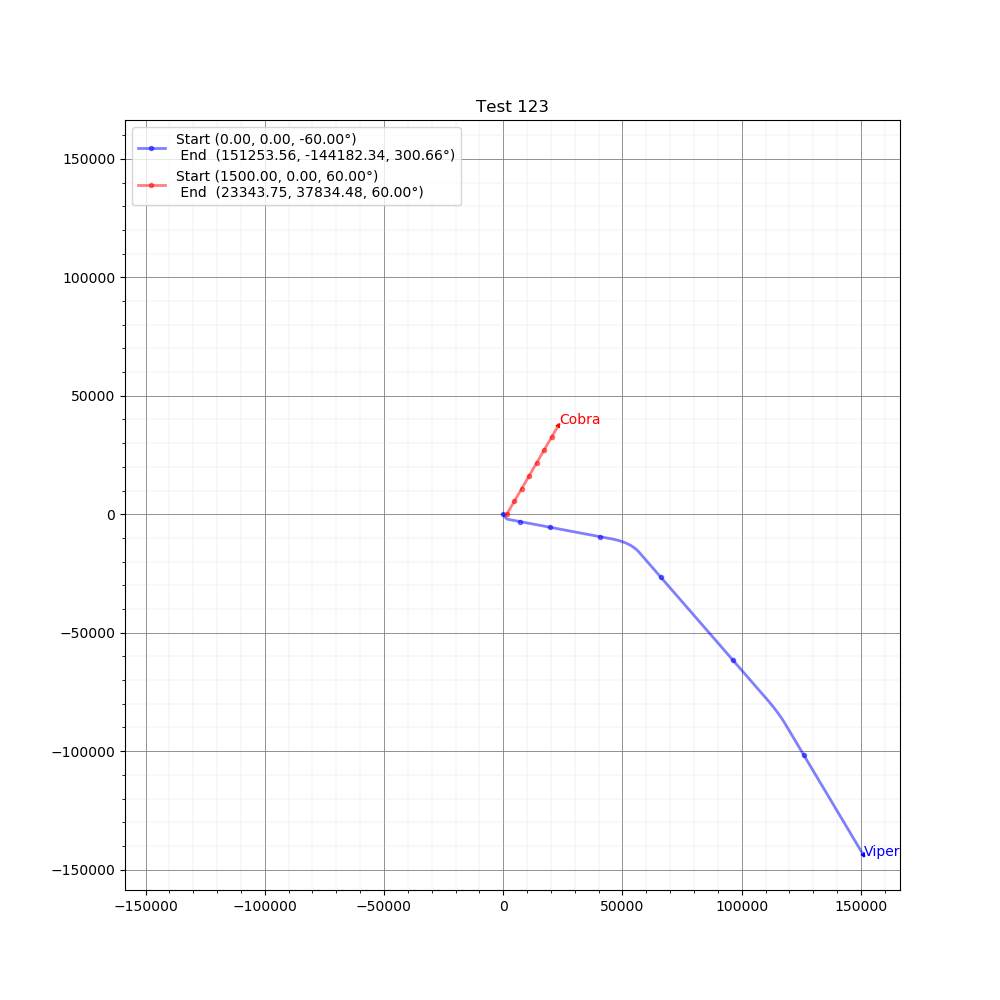 Test 123
Start (0.00, 0.00, -60.00°)
End  (151253.56, -144182.34, 300.66°)
Start (1500.00, 0.00, 60.00°)
End  (23343.75, 37834.48, 60.00°)
150000
100000
50000
0
−50000
−100000
−150000
Cobra
Viper
−150000 −100000 −50000 0 50000 100000 150000